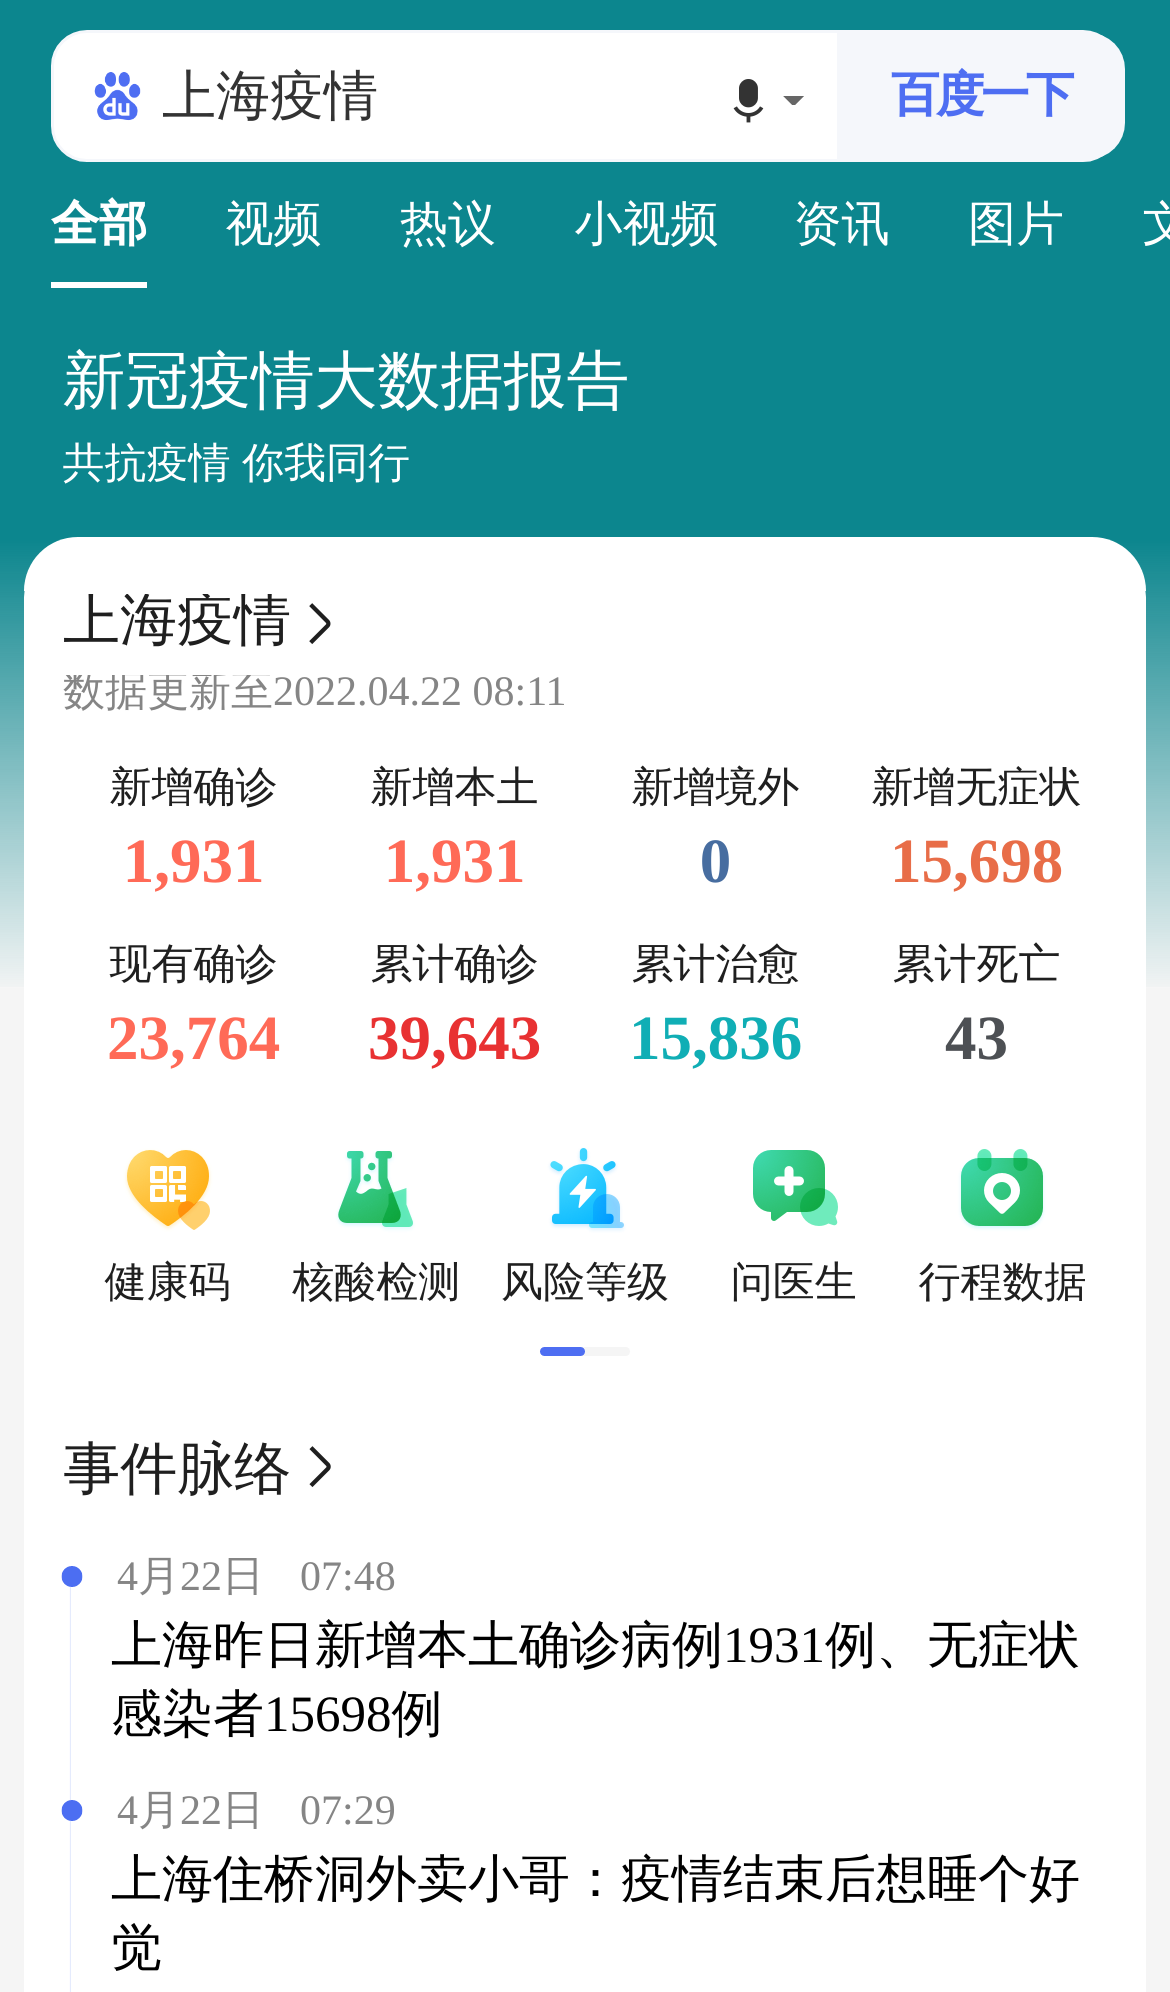 du 上海疫情 百度一下
全部 视频 热议 小视频 资讯 图片
新冠疫情大数据报告
共抗疫情 你我同行
上海疫情
数据更新至2022.04.22 08:11
新增确诊 新增本土 新增境外 新增无症状
1,931 1,931 0 15,698
现有确诊 累计确诊 累计治愈 累计死亡
23,764 39,643 15,836 43
健康码 核酸检测 风险等级 问医生 行程数据
事件脉络
4月22日 07:48
上海昨日新增本土确诊病例1931例、无症状
感染者15698例
4月22日 07:29
上海住桥洞外卖小哥：疫情结束后想睡个好
觉